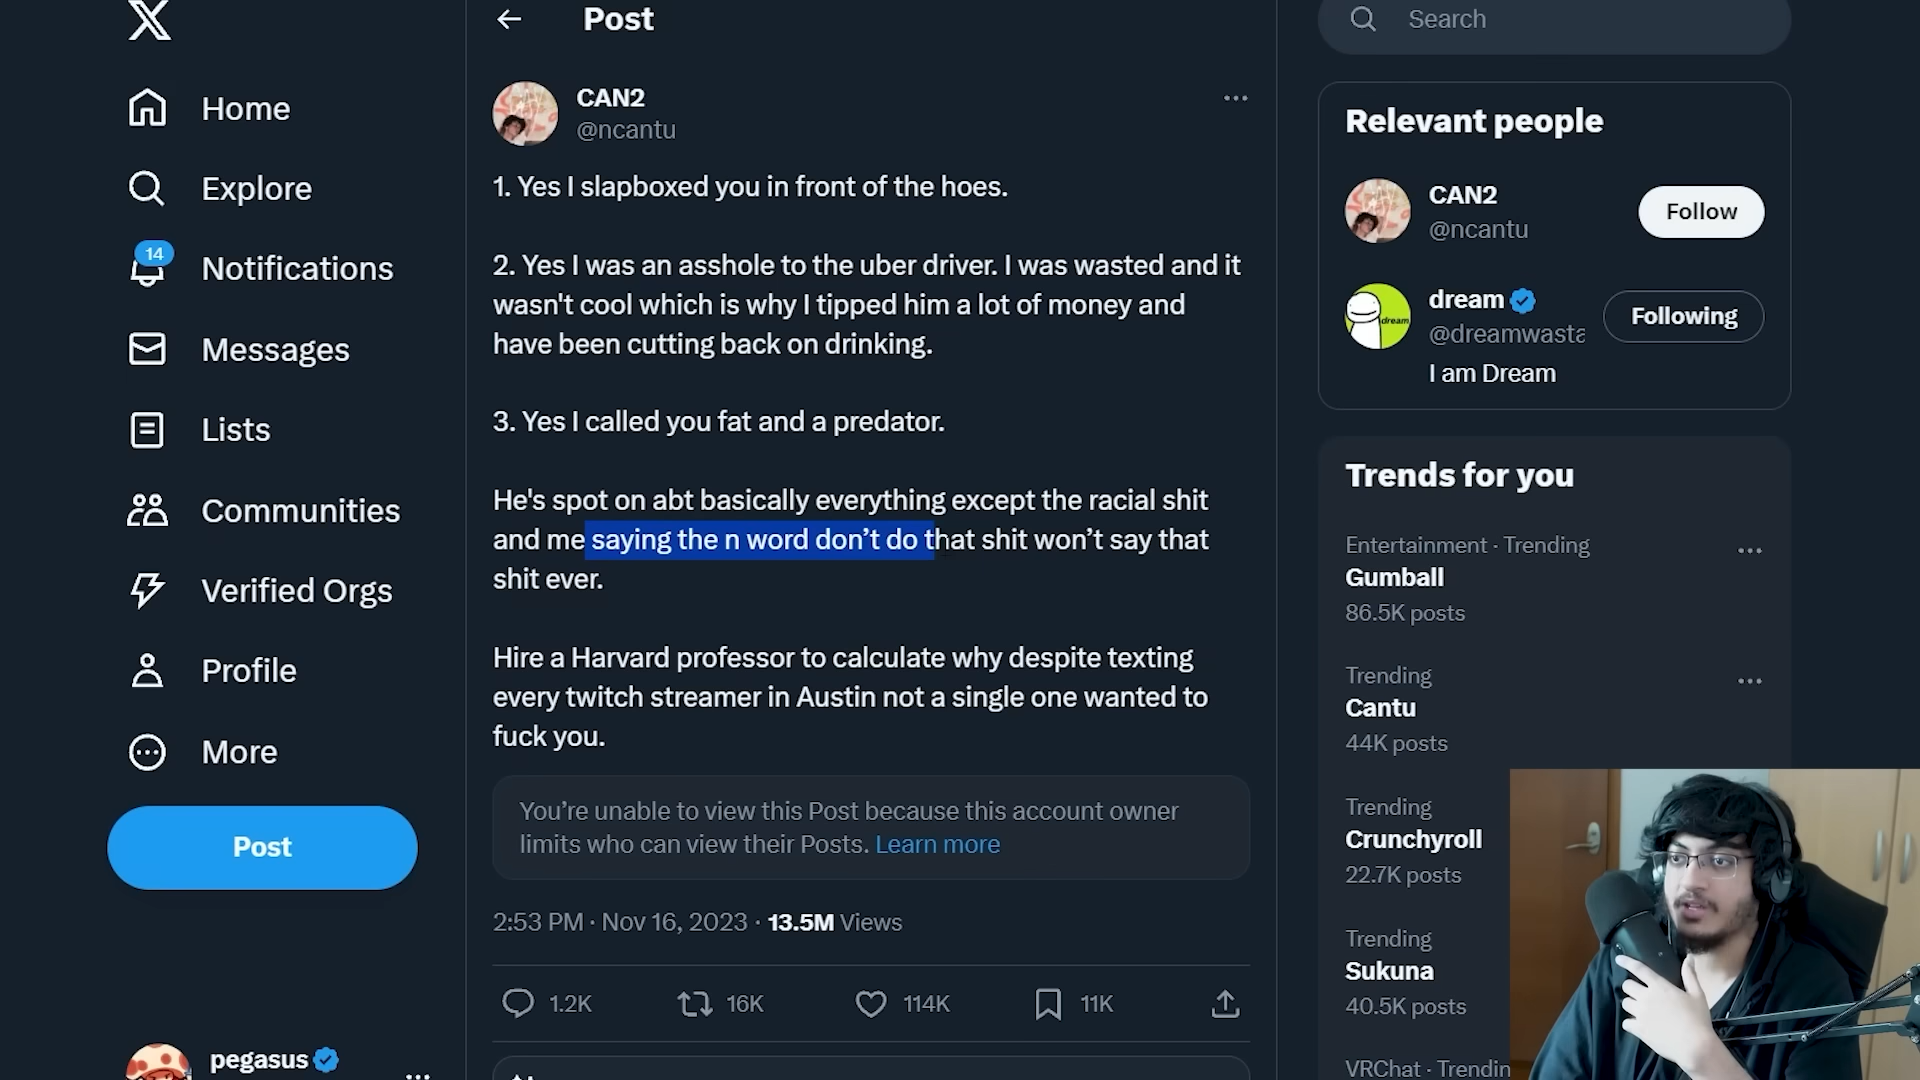 Home
Explore
14
Notifications
Messages
Lists
Communities
Verified Orgs
Profile
More
Post
pegasus
Post
CAN2
@ncantu
1. Yes I slapboxed you in front of the hoes.
2. Yes I was an asshole to the uber driver. I was wasted and it
wasn't cool which is why I tipped him a lot of money and
have been cutting back on drinking.
3. Yes I called you fat and a predator.
He's spot on abt basically everything except the racial shit
and me saying the n word don’t do that shit won’t say that
shit ever.
Hire a Harvard professor to calculate why despite texting
every twitch streamer in Austin not a single one wanted to
fuck you.
You’re unable to view this Post because this account owner
limits who can view their Posts. Learn more
2:53 PM · Nov 16, 2023 · 13.5M Views
1.2K 16K 114K 11K
Search
Relevant people
CAN2
@ncantu
Follow
dream
dream
@dreamwasta
Following
I am Dream
Trends for you
Entertainment · Trending
Gumball
86.5K posts
Trending
Cantu
44K posts
Trending
Crunchyroll
22.7K posts
Trending
Sukuna
40.5K posts
VRChat · Trendin